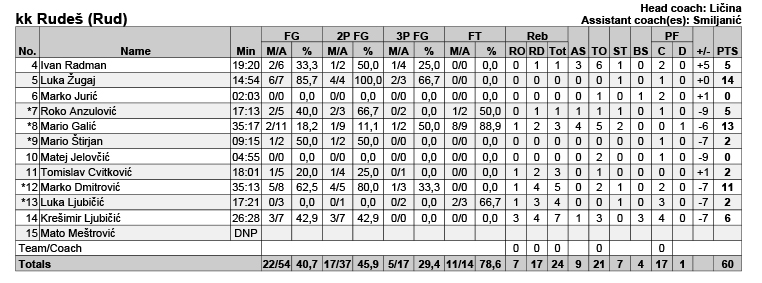 Head coach: Ličina
kk Rudeš (Rud) Assistant coach(es): Smiljanić
FG 2P FG 3P FG FT Reb PF
No. Name Min M/A % M/A % M/A % M/A % RO RD Tot AS TO ST BS C D +/- PTS
4 Ivan Radman 19:20 2/6 33,3 1/2 50,0 1/4 25,0 0/0 0,0 0 1 1 3 6 1 0 2 0 +5 5
5 Luka Žugaj 14:54 6/7 85,7 4/4 100,0 2/3 66,7 0/0 0,0 0 0 0 0 0 1 0 1 0 +0 14
6 Marko Jurić 02:03 0/0 0,0 0/0 0,0 0/0 0,0 0/0 0,0 0 0 0 0 1 0 1 2 0 +1 0
*7 Roko Anzulović 17:13 2/5 40,0 2/3 66,7 0/2 0,0 1/2 50,0 0 1 1 1 1 1 0 1 0 -9 5
*8 Mario Galić 35:17 2/11 18,2 1/9 11,1 1/2 50,0 8/9 88,9 1 2 3 4 5 2 0 0 1 -6 13
*9 Mario Štirjan 09:15 1/2 50,0 1/2 50,0 0/0 0,0 0/0 0,0 0 0 0 0 0 0 0 0 0 -7 2
10 Matej Jelovčić 04:55 0/0 0,0 0/0 0,0 0/0 0,0 0/0 0,0 0 0 0 0 2 0 0 1 0 -9 0
11 Tomislav Cvitković 18:01 1/5 20,0 1/4 25,0 0/1 0,0 0/0 0,0 1 2 3 0 1 0 0 2 0 +1 2
*12 Marko Dmitrović 35:13 5/8 62,5 4/5 80,0 1/3 33,3 0/0 0,0 1 4 5 0 2 1 0 2 0 -7 11
*13 Luka Ljubičić 17:21 0/3 0,0 0/1 0,0 0/2 0,0 2/3 66,7 1 3 4 0 0 1 0 3 0 -7 2
14 Krešimir Ljubičić 26:28 3/7 42,9 3/7 42,9 0/0 0,0 0/0 0,0 3 4 7 1 3 0 3 3 0 -7 6
15 Mato Meštrović DNP
Team/Coach 0 0 0 0 0
Totals 22/54 40,7 17/37 45,9 5/17 29,4 11/14 78,6 7 17 24 9 21 7 4 17 1 60